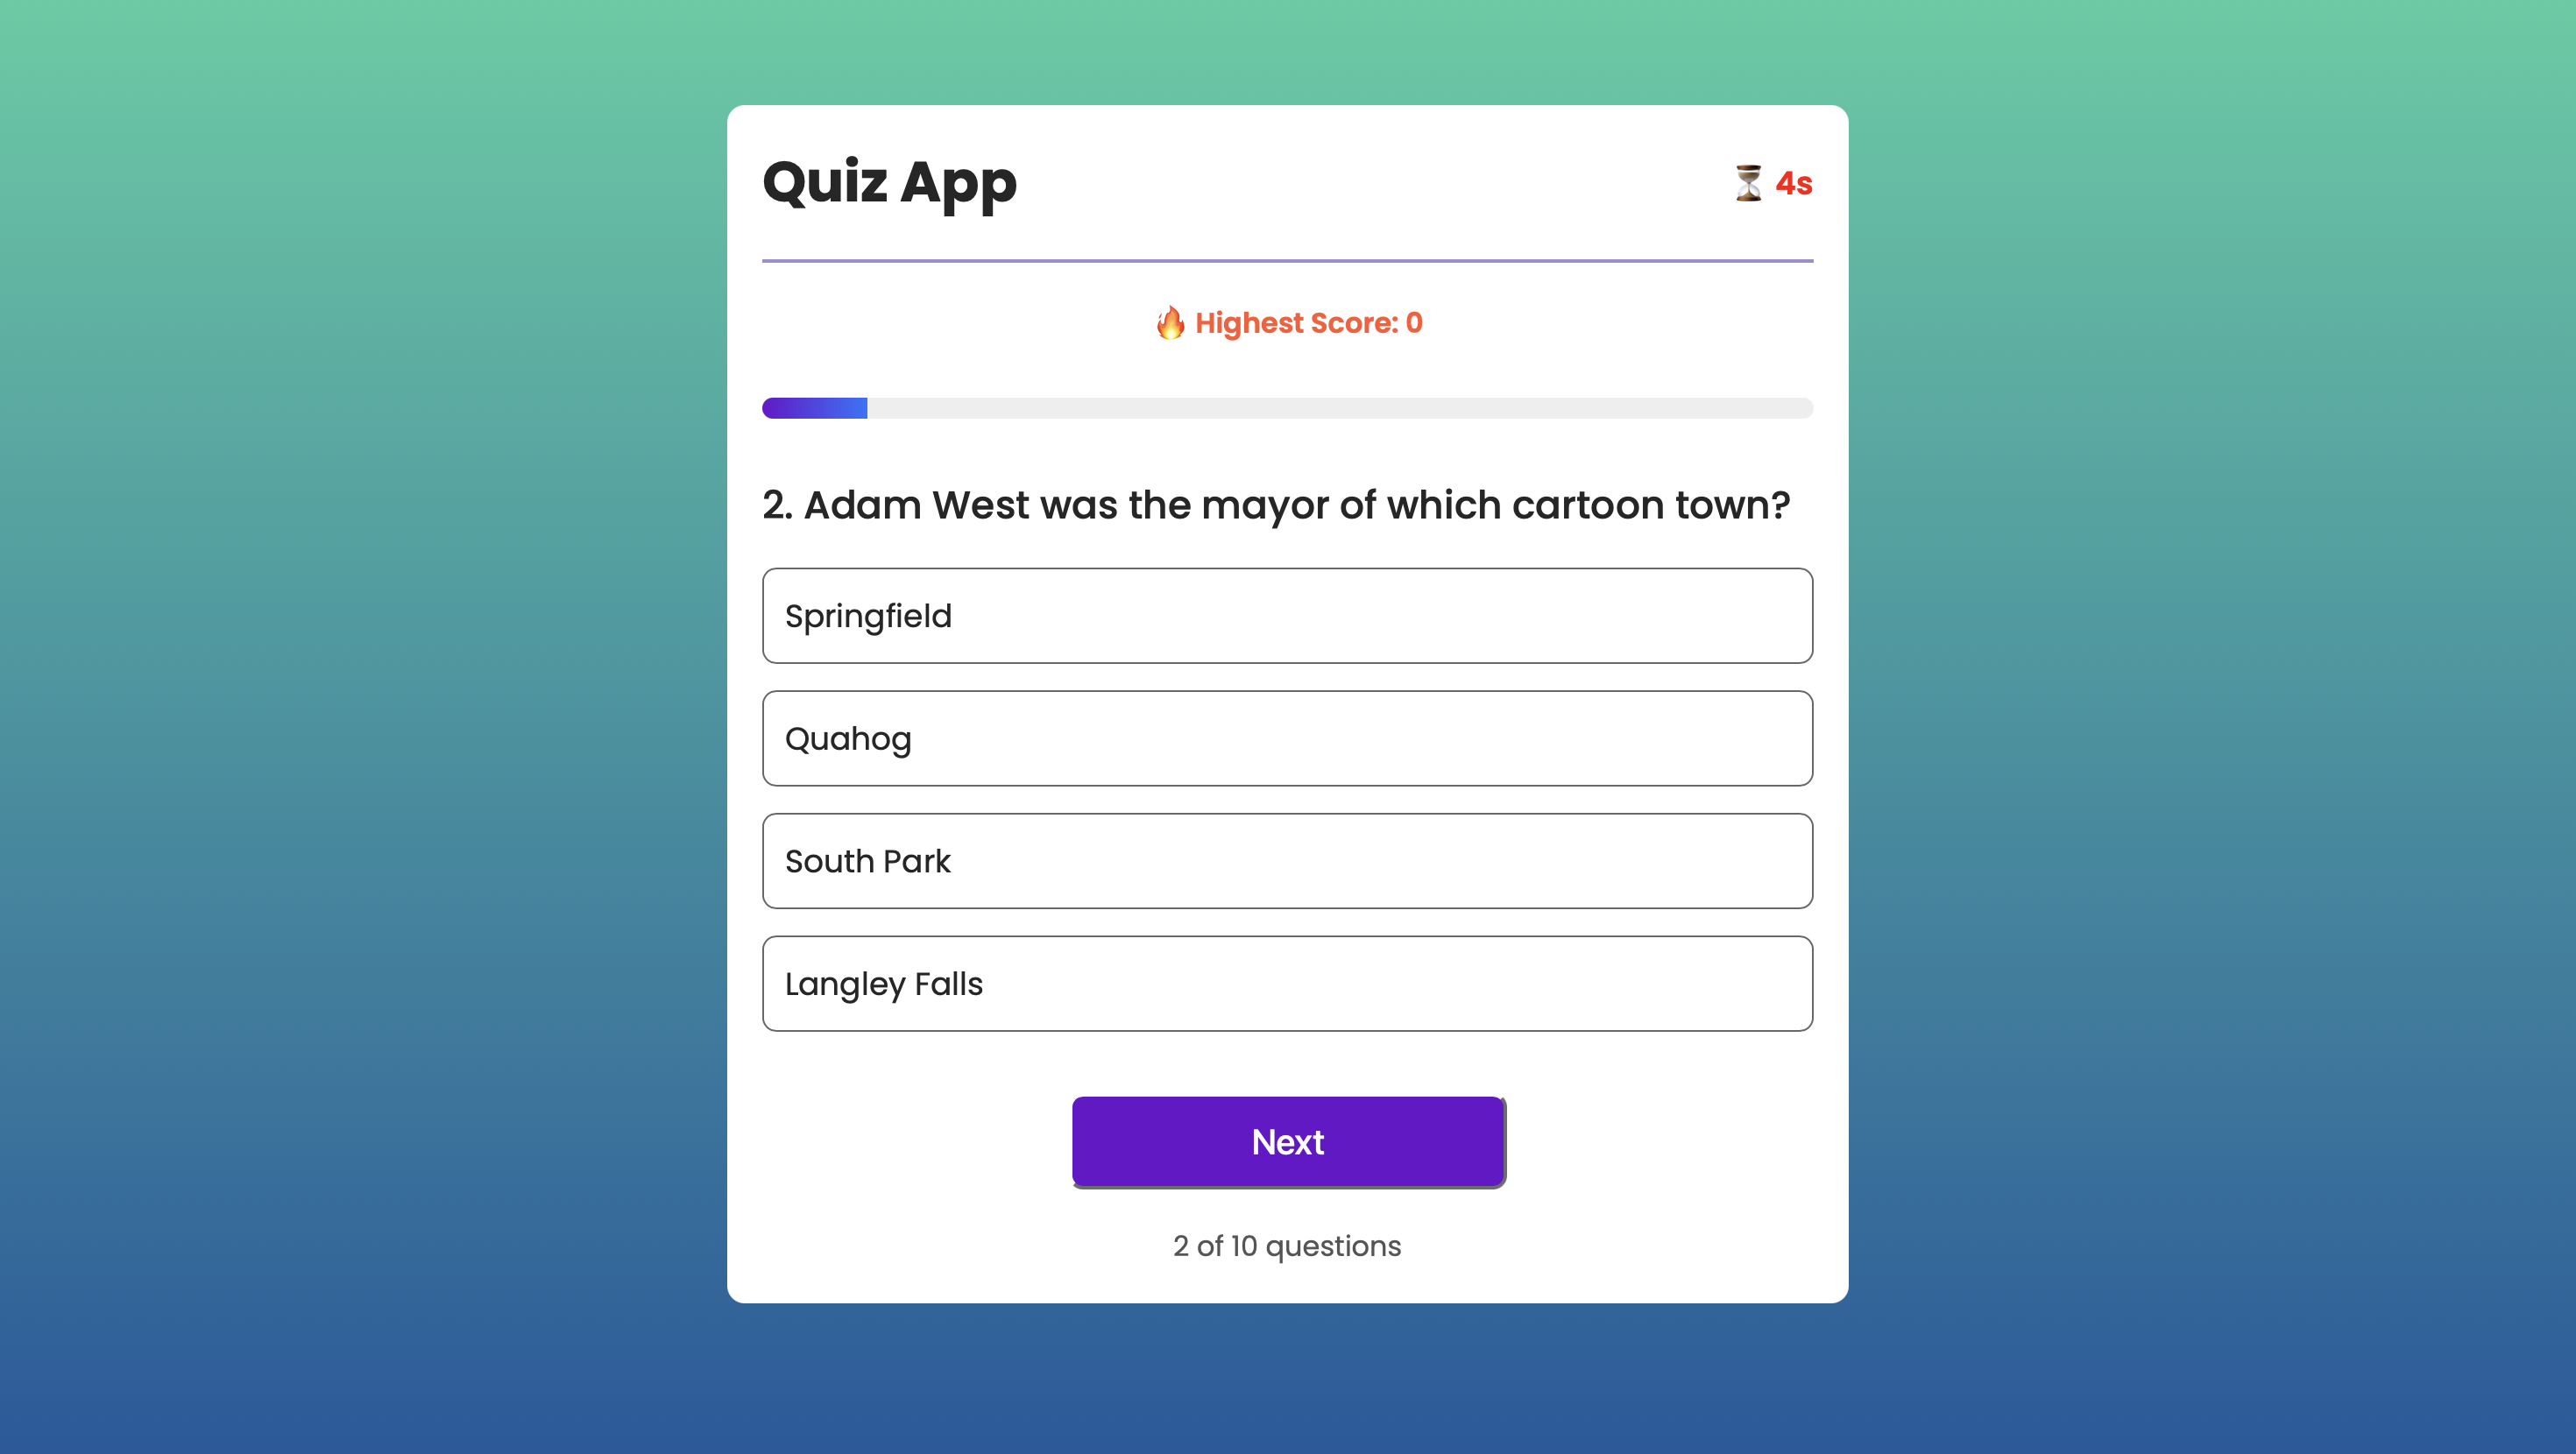 Quiz App
⏳ 4s
🔥 Highest Score: 0
2. Adam West was the mayor of which cartoon town?
Springfield
Quahog
South Park
Langley Falls
Next
2 of 10 questions